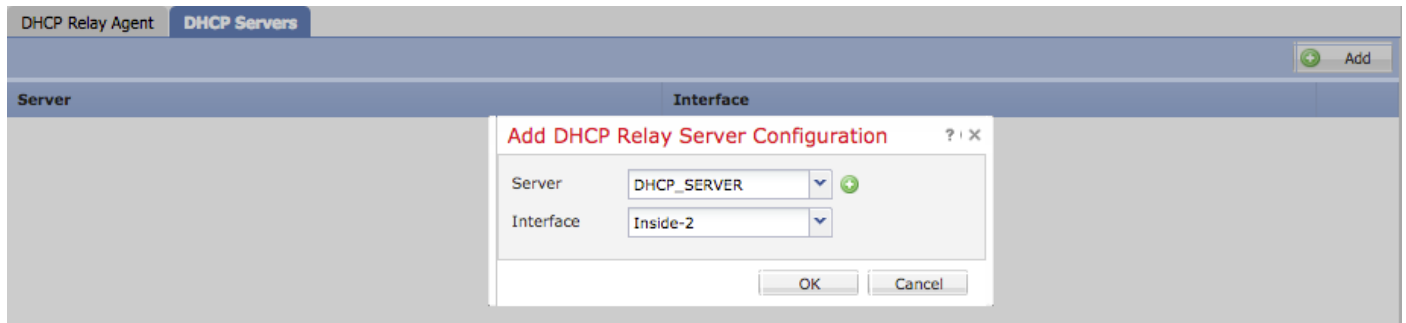 DHCP Relay Agent DHCP Servers
Add
Server Interface
Add DHCP Relay Server Configuration ?
Server DHCP_SERVER
Interface Inside-2
OK Cancel